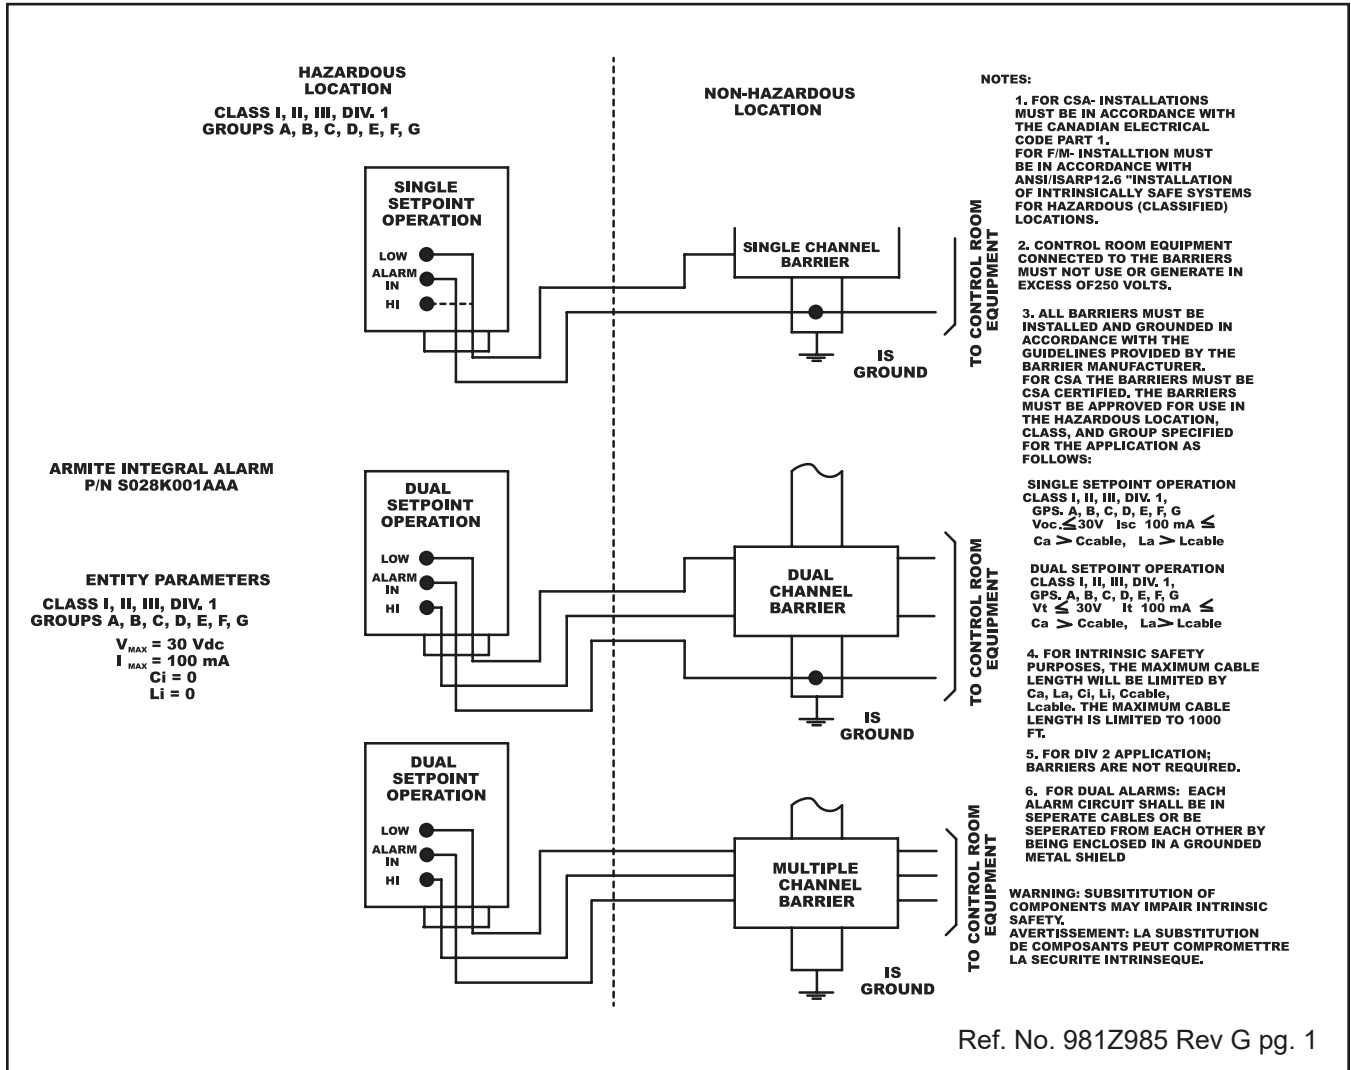 HAZARDOUS
LOCATION
CLASS I, II, III, DIV. 1
GROUPS A, B, C, D, E, F, G
NON-HAZARDOUS
LOCATION
SINGLE
SETPOINT
OPERATION
LOW
ALARM
IN
HI
SINGLE CHANNEL
BARRIER
IS
GROUND
TO CONTROL ROOM
EQUIPMENT
ARMITE INTEGRAL ALARM
P/N S028K001AAA
ENTITY PARAMETERS
CLASS I, II, III, DIV. 1
GROUPS A, B, C, D, E, F, G
VMAX = 30 Vdc
I MAX = 100 mA
Ci = 0
Li = 0
DUAL
SETPOINT
OPERATION
LOW
ALARM
IN
HI
DUAL
CHANNEL
BARRIER
IS
GROUND
TO CONTROL ROOM
EQUIPMENT
DUAL
SETPOINT
OPERATION
LOW
ALARM
IN
HI
MULTIPLE
CHANNEL
BARRIER
IS
GROUND
TO CONTROL ROOM
EQUIPMENT
NOTES:
1. FOR CSA- INSTALLATIONS
MUST BE IN ACCORDANCE WITH
THE CANADIAN ELECTRICAL
CODE PART 1.
FOR F/M- INSTALLTION MUST
BE IN ACCORDANCE WITH
ANSI/ISARP12.6 "INSTALLATION
OF INTRINSICALLY SAFE SYSTEMS
FOR HAZARDOUS (CLASSIFIED)
LOCATIONS.
2. CONTROL ROOM EQUIPMENT
CONNECTED TO THE BARRIERS
MUST NOT USE OR GENERATE IN
EXCESS OF250 VOLTS.
3. ALL BARRIERS MUST BE
INSTALLED AND GROUNDED IN
ACCORDANCE WITH THE
GUIDELINES PROVIDED BY THE
BARRIER MANUFACTURER.
FOR CSA THE BARRIERS MUST BE
CSA CERTIFIED. THE BARRIERS
MUST BE APPROVED FOR USE IN
THE HAZARDOUS LOCATION,
CLASS, AND GROUP SPECIFIED
FOR THE APPLICATION AS
FOLLOWS:
SINGLE SETPOINT OPERATION
CLASS I, II, III, DIV. 1,
GPS. A, B, C, D, E, F, G
Voc.≤ 30V Isc 100 mA ≤
Ca > Ccable, La > Lcable
DUAL SETPOINT OPERATION
CLASS I, II, III, DIV. 1,
GPS. A, B, C, D, E, F, G
Vt ≤ 30V It 100 mA ≤
Ca > Ccable, La> Lcable
4. FOR INTRINSIC SAFETY
PURPOSES, THE MAXIMUM CABLE
LENGTH WILL BE LIMITED BY
Ca, La, Ci, Li, Ccable,
Lcable. THE MAXIMUM CABLE
LENGTH IS LIMITED TO 1000
FT.
5. FOR DIV 2 APPLICATION;
BARRIERS ARE NOT REQUIRED.
6. FOR DUAL ALARMS: EACH
ALARM CIRCUIT SHALL BE IN
SEPERATE CABLES OR BE
SEPERATED FROM EACH OTHER BY
BEING ENCLOSED IN A GROUNDED
METAL SHIELD
WARNING: SUBSITITUTION OF
COMPONENTS MAY IMPAIR INTRINSIC
SAFETY.
AVERTISSEMENT: LA SUBSTITUTION
DE COMPOSANTS PEUT COMPROMETTRE
LA SECURITE INTRINSEQUE.
Ref. No. 981Z985 Rev G pg. 1